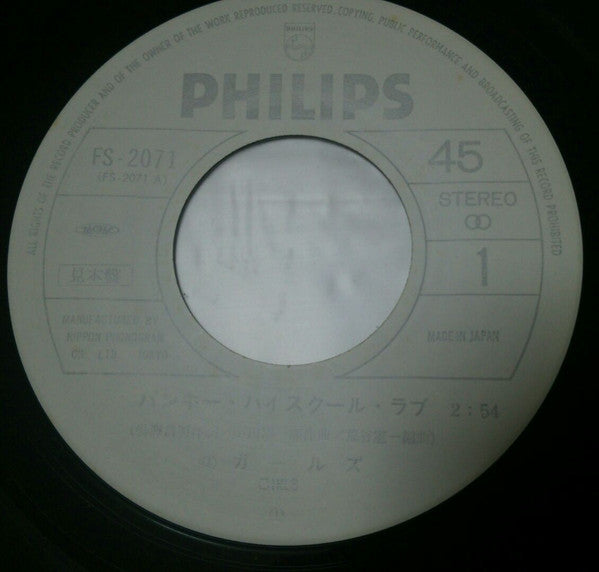 ALL RIGHTS OF THE RECORD PRODUCER AND OF THE OWNER OF THE WORK REPRODUCED RESERVED. COPYING, PUBLIC PERFORMANCE AND BROADCASTING OF THIS RECORD PROHIBITED
PHILIPS
FS-2071
(FS-2071 A)
見本盤
MANUFACTURED BY
NIPPON PHONOGRAM
CO. LTD. TOKYO
45
STEREO
1
MADE IN JAPAN
パンキー・ハイスクール・ラブ 2:54
ガールズ
GIRLS